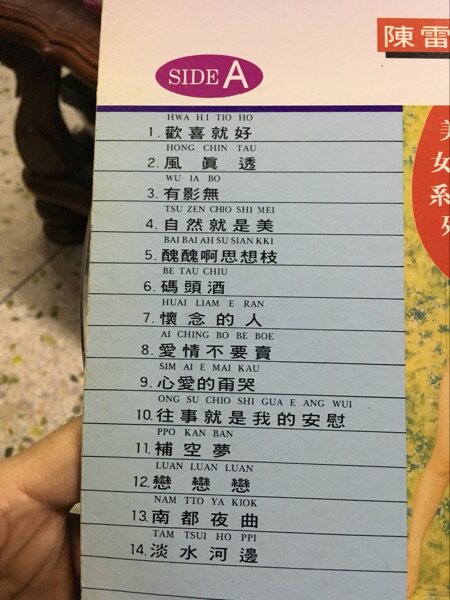 陳雷
SIDE A
HWA HI TIO HO
1. 歡喜就好
HONG CHIN TAU
2. 風眞透
WU IA BO
3. 有影無
TSU ZEN CHIO SHI MEI
4. 自然就是美
BAI BAI AH SU SIAN KKI
5. 醜醜啊思想枝
BE TAU CHIU
6. 碼頭酒
HUAI LIAM E RAN
7. 懷念的人
AI CHING BO BE BOE
8. 愛情不要賣
SIM AI E MAI KAU
9. 心愛的甭哭
ONG SU CHIO SHI GUA E ANG WUI
10. 往事就是我的安慰
PPO KAN BAN
11. 補空夢
LUAN LUAN LUAN
12. 戀戀戀
NAM TTO YA KIOK
13. 南都夜曲
TAM TSUI HO PPI
14. 淡水河邊
美女系列